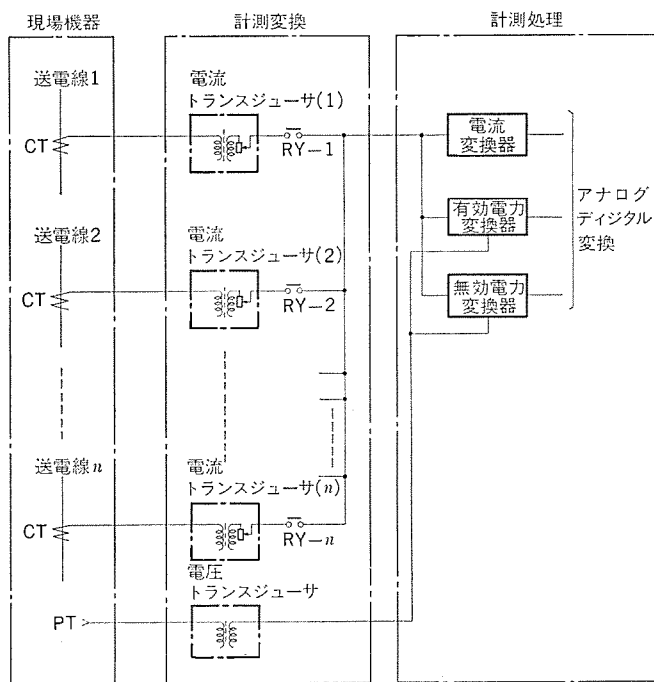 現場機器
計測変換
計測処理
送電線1
CT
送電線2
CT
送電線n
CT
PT
電流
トランスジューサ(1)
RY-1
電流
トランスジューサ(2)
RY-2
電流
トランスジューサ(n)
RY-n
電圧
トランスジューサ
電流
変換器
有効電力
変換器
無効電力
変換器
アナログ
ディジタル
変換